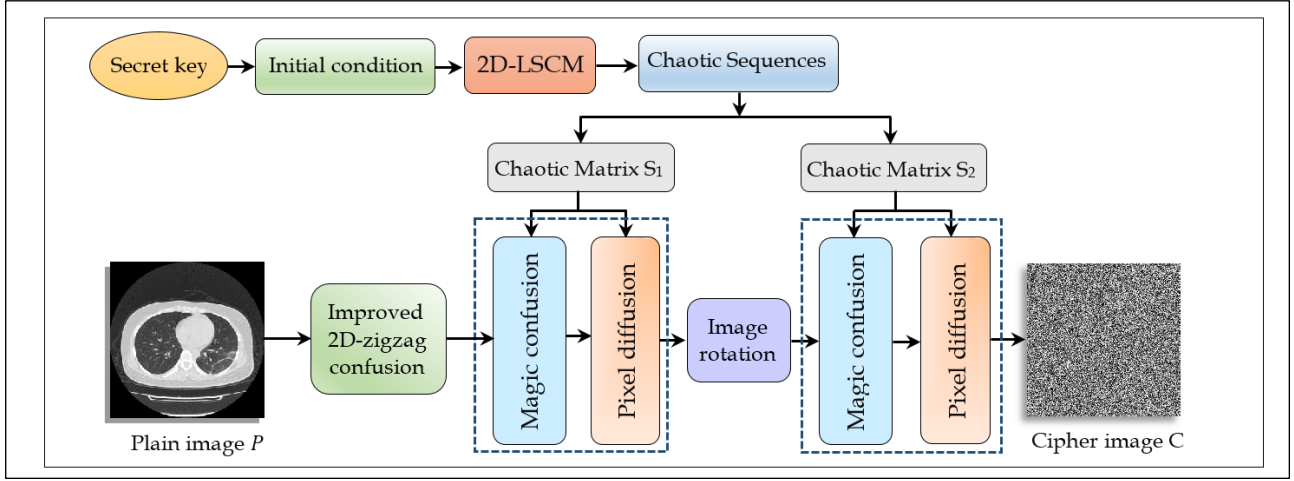 Secret key
Initial condition
2D-LSCM
Chaotic Sequences
Chaotic Matrix S₁
Chaotic Matrix S₂
Improved
2D-zigzag
confusion
Magic confusion
Pixel diffusion
Image
rotation
Magic confusion
Pixel diffusion
Plain image P
Cipher image C